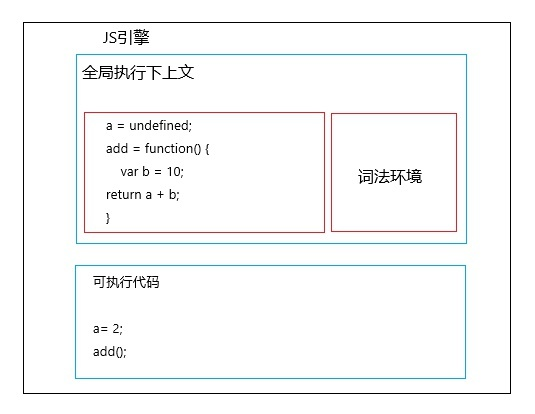 JS引擎
全局执行下上文
a = undefined;
add = function() {
var b = 10;
return a + b;
}
词法环境
可执行代码
a= 2;
add();